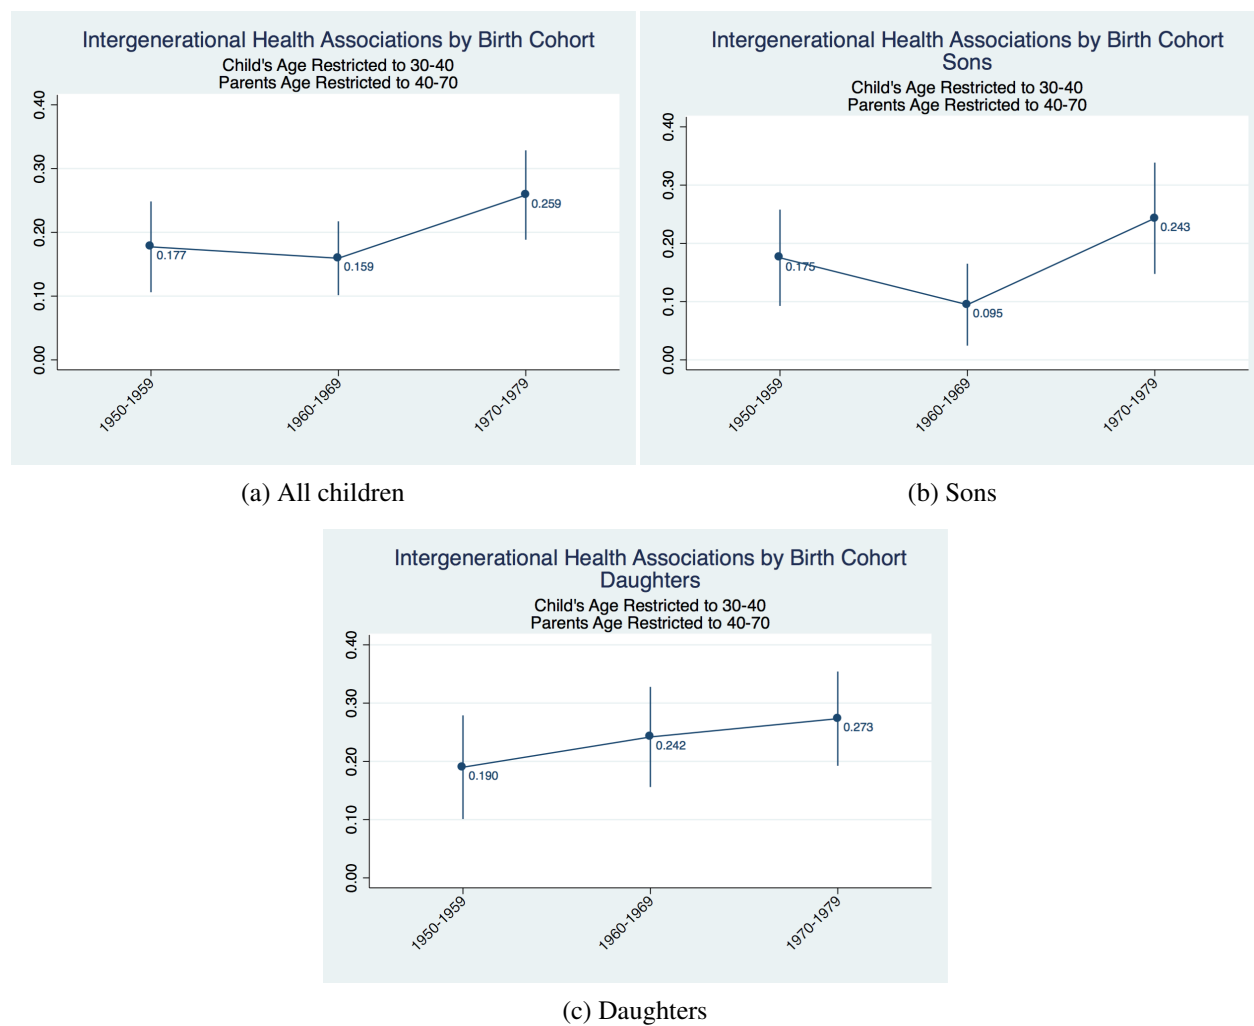 Intergenerational Health Associations by Birth Cohort
Child's Age Restricted to 30-40
Parents Age Restricted to 40-70
0.40
0.30
0.20
0.10
0.00
0.177
0.159
0.259
1950-1959
1960-1969
1970-1979
(a) All children
Intergenerational Health Associations by Birth Cohort
Sons
Child's Age Restricted to 30-40
Parents Age Restricted to 40-70
0.40
0.30
0.20
0.10
0.00
0.175
0.095
0.243
1950-1959
1960-1969
1970-1979
(b) Sons
Intergenerational Health Associations by Birth Cohort
Daughters
Child's Age Restricted to 30-40
Parents Age Restricted to 40-70
0.40
0.30
0.20
0.10
0.00
0.190
0.242
0.273
1950-1959
1960-1969
1970-1979
(c) Daughters